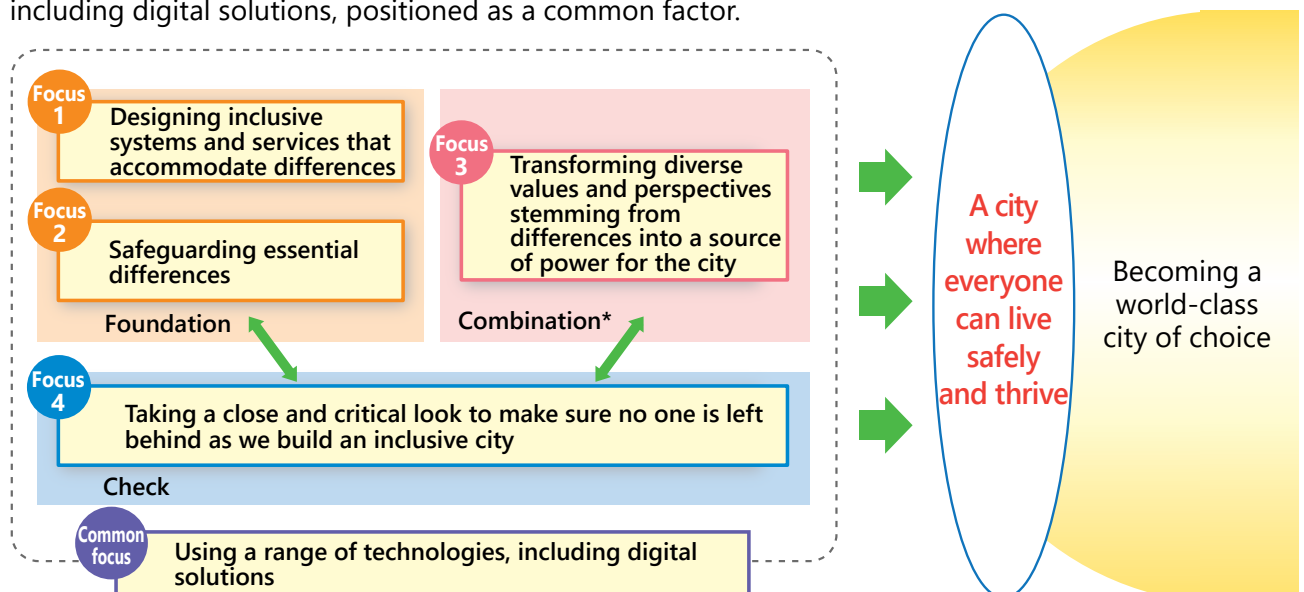 including digital solutions, positioned as a common factor.
Focus
1
Designing inclusive
systems and services that
accommodate differences
Focus
2
Safeguarding essential
differences
Foundation
Focus
3
Transforming diverse
values and perspectives
stemming from
differences into a source
of power for the city
Combination*
Focus
4
Taking a close and critical look to make sure no one is left
behind as we build an inclusive city
Check
Common
focus
Using a range of technologies, including digital
solutions
A city
where
everyone
can live
safely
and thrive
Becoming a
world-class
city of choice